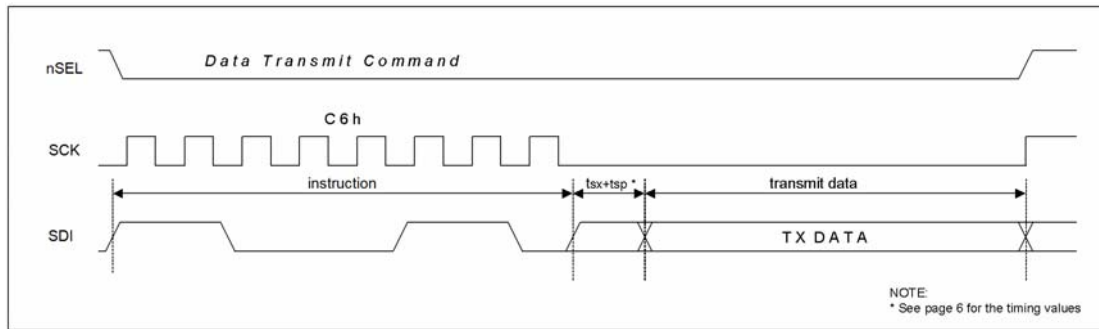 nSEL
Data Transmit Command
C6h
SCK
instruction
tsx+tsp *
transmit data
SDI
TX DATA
NOTE:
* See page 6 for the timing values